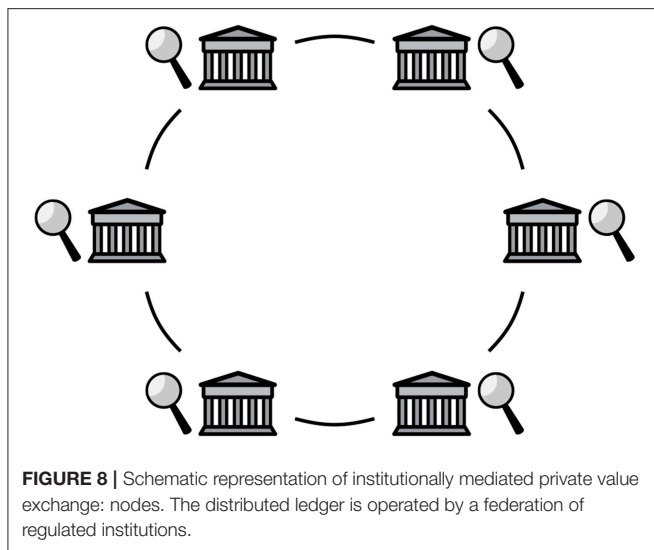 FIGURE 8 | Schematic representation of institutionally mediated private value
exchange: nodes. The distributed ledger is operated by a federation of
regulated institutions.